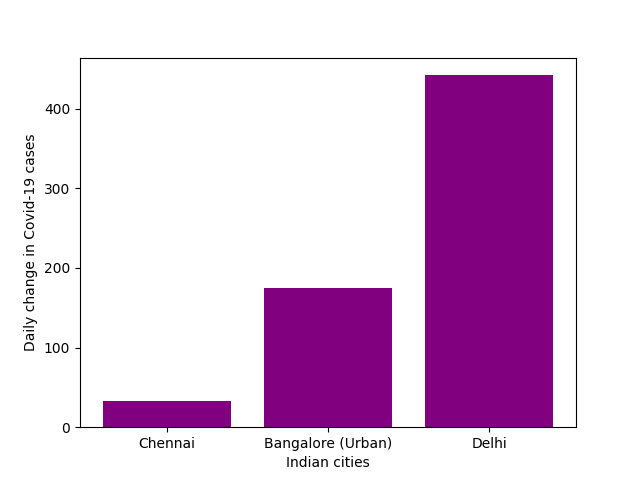 Daily change in Covid-19 cases
400
300
200
100
0
Chennai
Bangalore (Urban)
Delhi
Indian cities